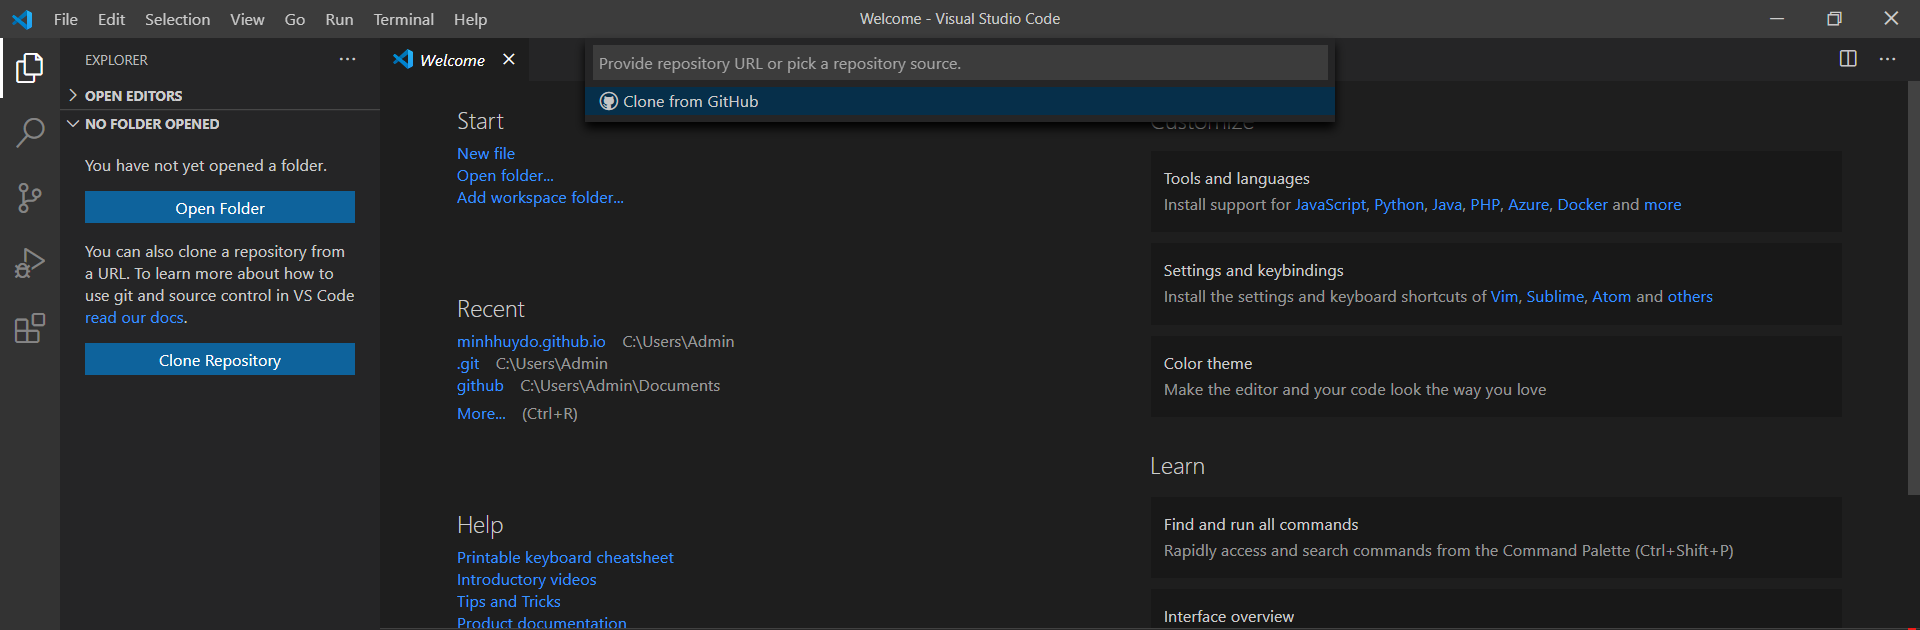 File Edit Selection View Go Run Terminal Help
Welcome - Visual Studio Code
EXPLORER
OPEN EDITORS
NO FOLDER OPENED
You have not yet opened a folder.
Open Folder
You can also clone a repository from
a URL. To learn more about how to
use git and source control in VS Code
read our docs.
Clone Repository
Welcome
Provide repository URL or pick a repository source.
Clone from GitHub
Start
New file
Open folder...
Add workspace folder...
Recent
minhhuydo.github.io C:\Users\Admin
.git C:\Users\Admin
github C:\Users\Admin\Documents
More... (Ctrl+R)
Help
Printable keyboard cheatsheet
Introductory videos
Tips and Tricks
Product documentation
Customize
Tools and languages
Install support for JavaScript, Python, Java, PHP, Azure, Docker and more
Settings and keybindings
Install the settings and keyboard shortcuts of Vim, Sublime, Atom and others
Color theme
Make the editor and your code look the way you love
Learn
Find and run all commands
Rapidly access and search commands from the Command Palette (Ctrl+Shift+P)
Interface overview